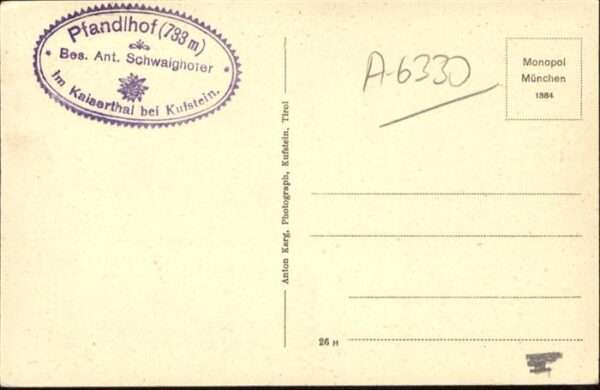 Pfandlhof (733 m)
Bes. Ant. Schwaighofer
Im Kaiserthal bei Kufstein.
A-6330
Monopol
München
1384
Anton Karg, Photograph, Kufstein, Tirol
26 H